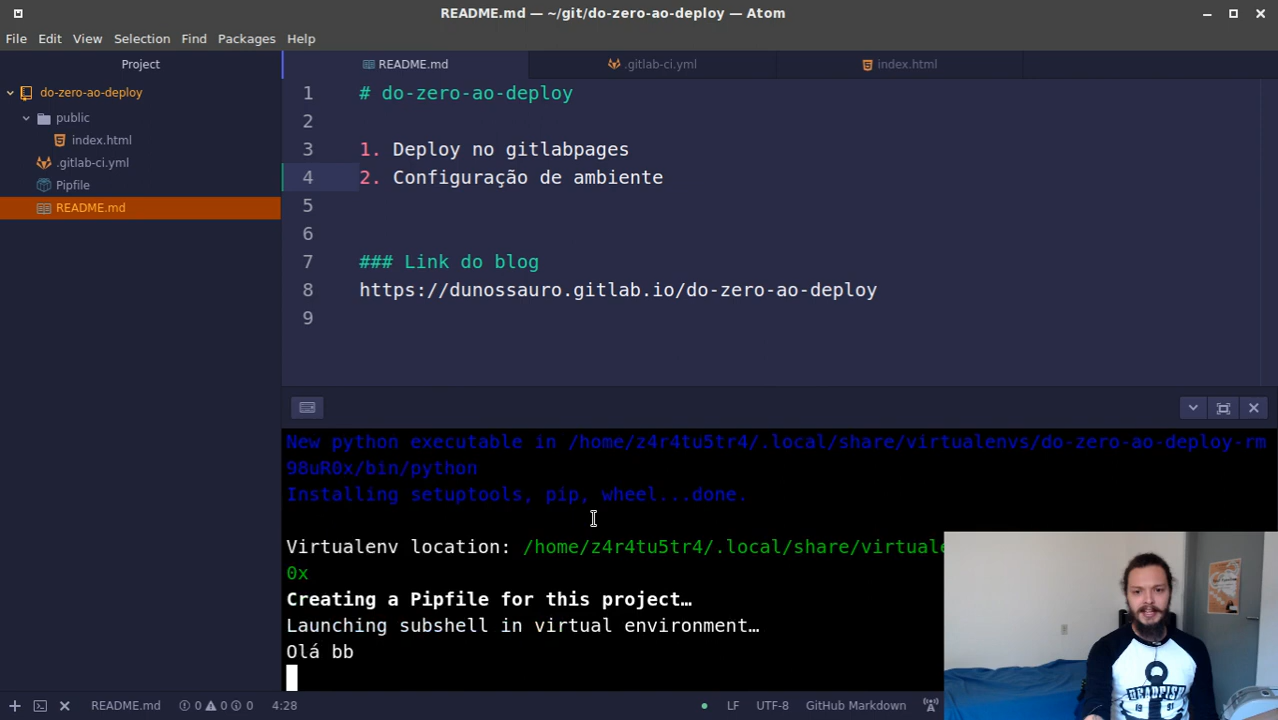 README.md — ~/git/do-zero-ao-deploy — Atom
File Edit View Selection Find Packages Help
Project
README.md
.gitlab-ci.yml
index.html
do-zero-ao-deploy
public
index.html
.gitlab-ci.yml
Pipfile
README.md
1 # do-zero-ao-deploy
2
3 1. Deploy no gitlabpages
4 2. Configuração de ambiente
5
6
7 ### Link do blog
8 https://dunossauro.gitlab.io/do-zero-ao-deploy
9
New python executable in /home/z4r4tu5tr4/.local/share/virtualenvs/do-zero-ao-deploy-rm
98uR0x/bin/python
Installing setuptools, pip, wheel...done.
Virtualenv location: /home/z4r4tu5tr4/.local/share/virtuale
0x
Creating a Pipfile for this project…
Launching subshell in virtual environment…
Olá bb
README.md 0 0 0 4:28 LF UTF-8 GitHub Markdown